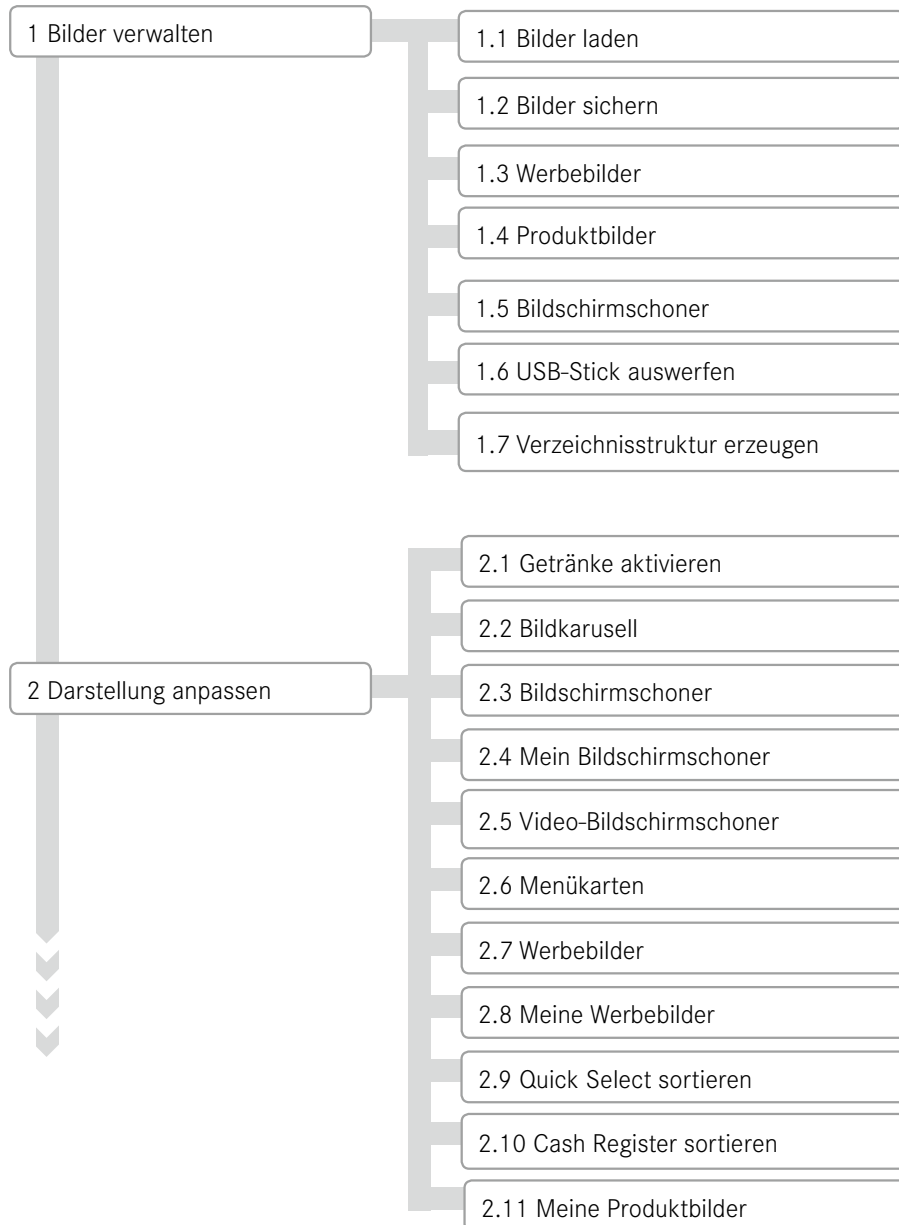 1 Bilder verwalten
1.1 Bilder laden
1.2 Bilder sichern
1.3 Werbebilder
1.4 Produktbilder
1.5 Bildschirmschoner
1.6 USB-Stick auswerfen
1.7 Verzeichnisstruktur erzeugen
2 Darstellung anpassen
2.1 Getränke aktivieren
2.2 Bildkarusell
2.3 Bildschirmschoner
2.4 Mein Bildschirmschoner
2.5 Video-Bildschirmschoner
2.6 Menükarten
2.7 Werbebilder
2.8 Meine Werbebilder
2.9 Quick Select sortieren
2.10 Cash Register sortieren
2.11 Meine Produktbilder